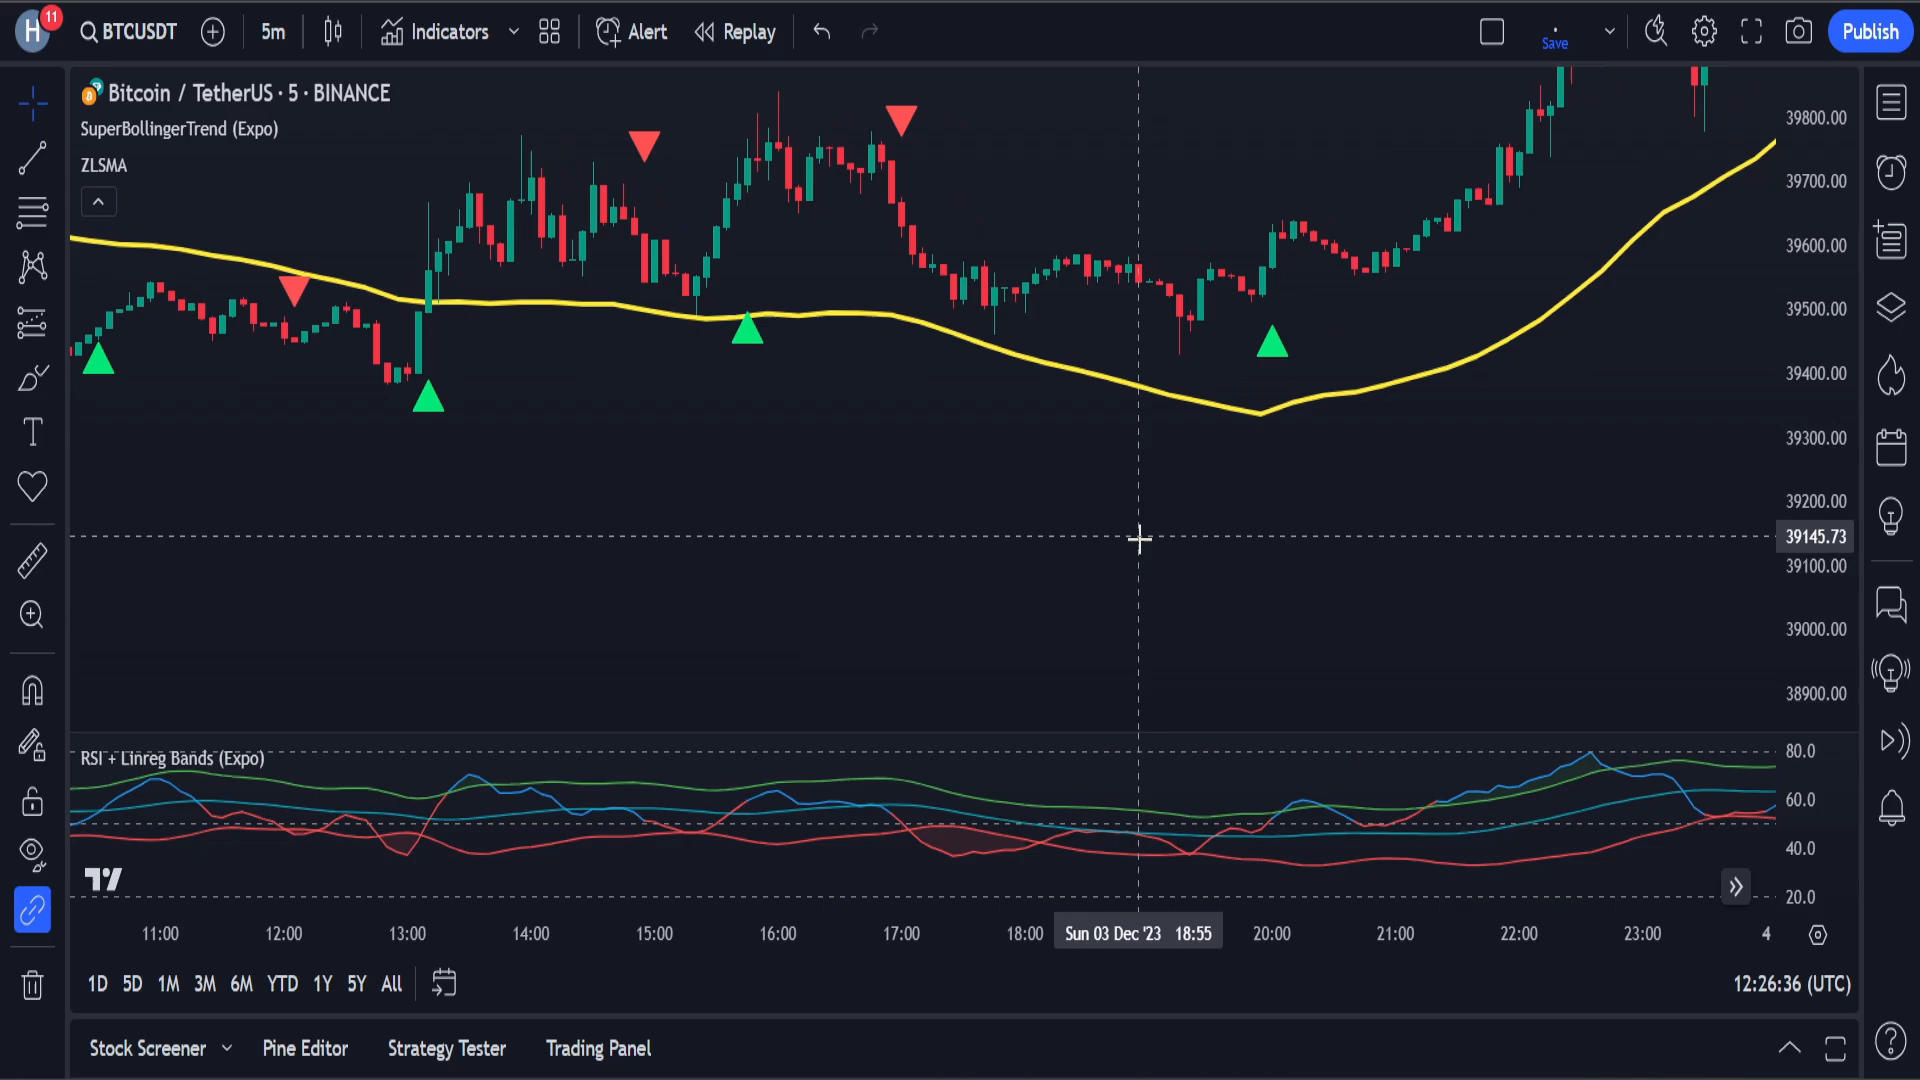 H 11 BTCUSDT 5m Indicators Alert Replay Save Publish
Bitcoin / TetherUS · 5 · BINANCE
SuperBollingerTrend (Expo)
ZLSMA
39800.00
39700.00
39600.00
39500.00
39400.00
39300.00
39200.00
39145.73
39100.00
39000.00
38900.00
RSI + Linreg Bands (Expo)
80.0
60.0
40.0
20.0
11:00 12:00 13:00 14:00 15:00 16:00 17:00 18:00 Sun 03 Dec '23 18:55 20:00 21:00 22:00 23:00 4
1D 5D 1M 3M 6M YTD 1Y 5Y All 12:26:36 (UTC)
Stock Screener Pine Editor Strategy Tester Trading Panel